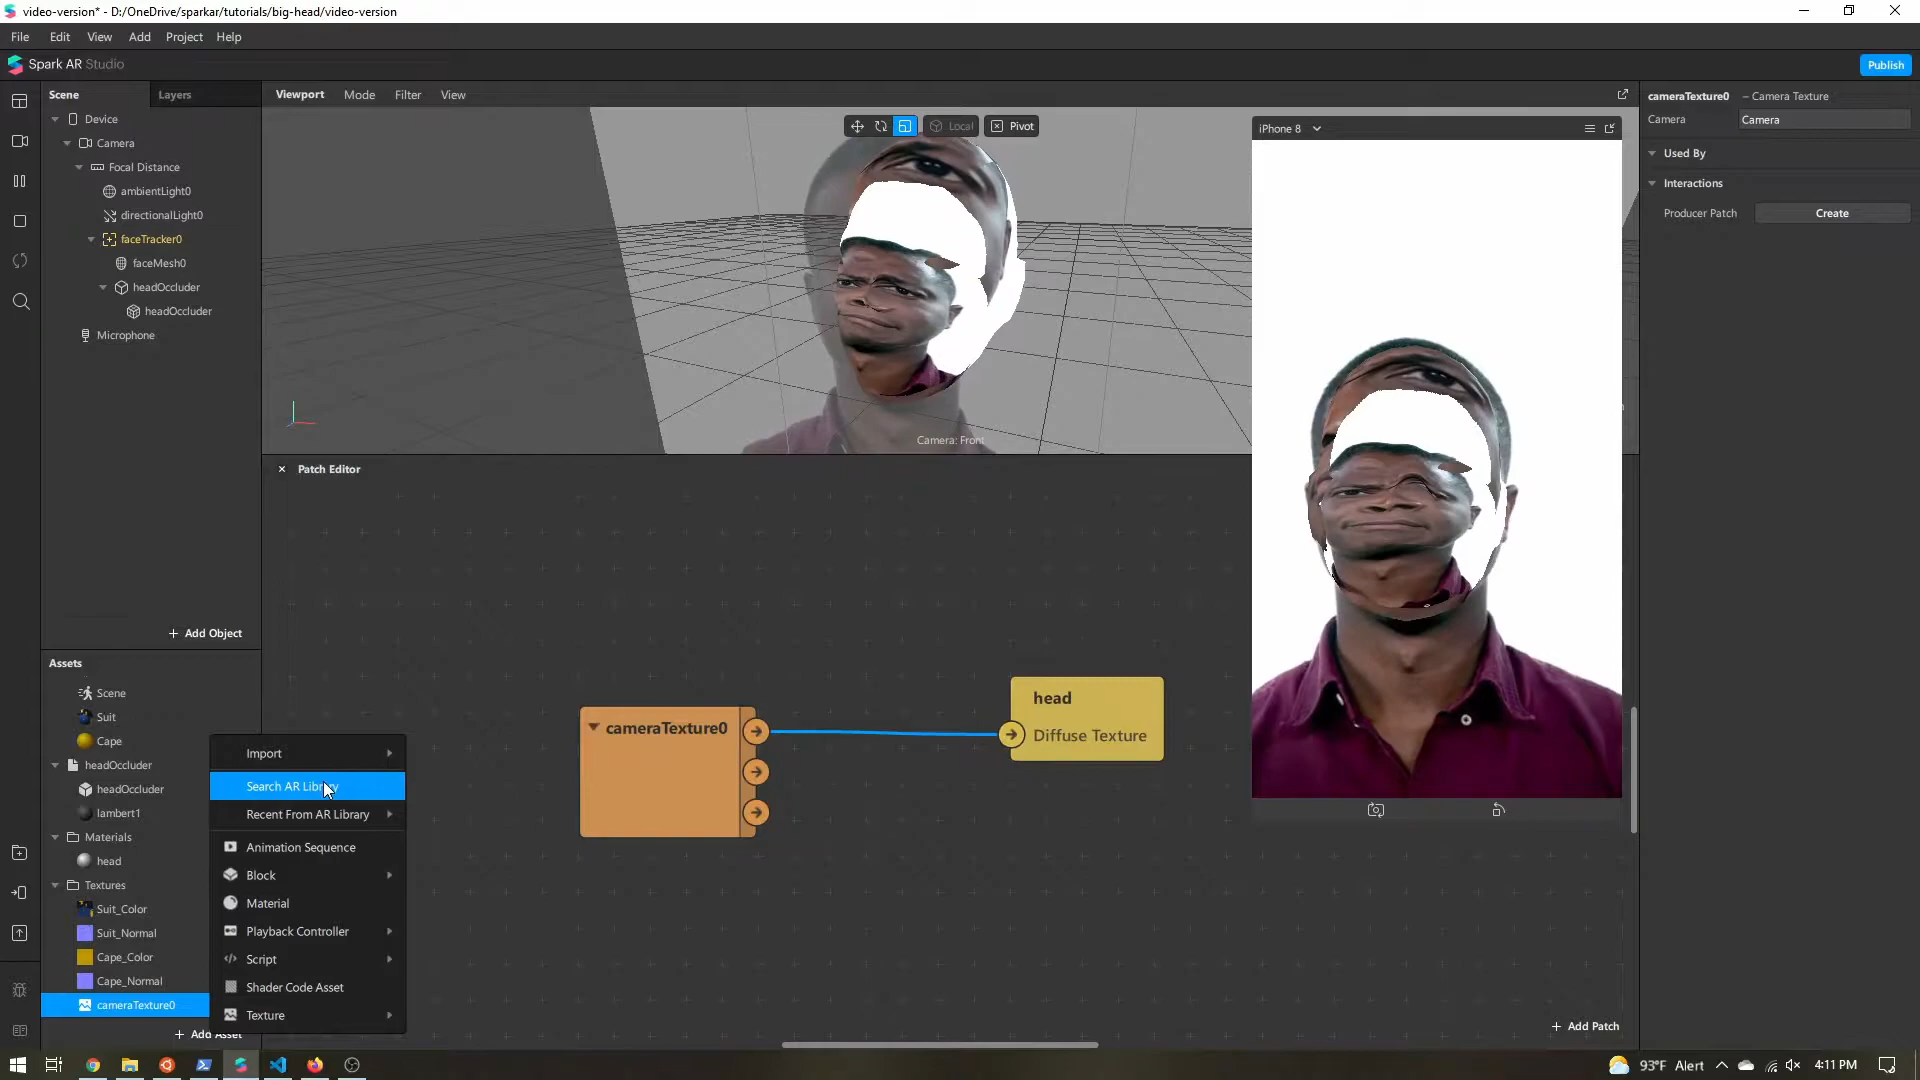 video-version* - D:/OneDrive/sparkar/tutorials/big-head/video-version
File Edit View Add Project Help
Spark AR Studio
Publish
Scene Layers
Device
Camera
Focal Distance
ambientLight0
directionalLight0
faceTracker0
faceMesh0
headOccluder
headOccluder
Microphone
+ Add Object
Viewport Mode Filter View
Local Pivot
Camera: Front
iPhone 8
cameraTexture0 – Camera Texture
Camera Camera
Used By
Interactions
Producer Patch Create
Patch Editor
cameraTexture0
head
Diffuse Texture
+ Add Patch
Assets
Scene
Suit
Cape
headOccluder
headOccluder
lambert1
Materials
head
Textures
Suit_Color
Suit_Normal
Cape_Color
Cape_Normal
cameraTexture0
+ Add Asset
Import
Search AR Library
Recent From AR Library
Animation Sequence
Block
Material
Playback Controller
Script
Shader Code Asset
Texture
93°F Alert 4:11 PM